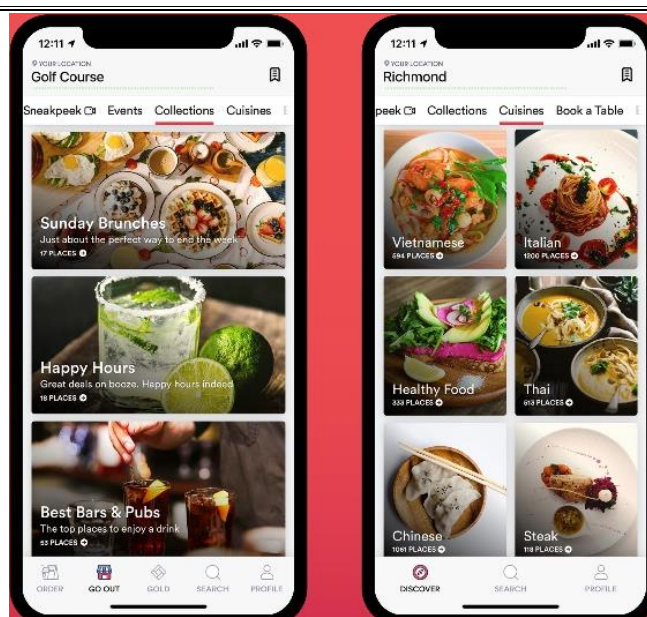 12:11
YOUR LOCATION
Golf Course
Sneakpeek Events Collections Cuisines
Sunday Brunches
Just about the perfect way to end the week
17 PLACES
Happy Hours
Great deals on booze. Happy hours indeed
18 PLACES
Best Bars & Pubs
The top places to enjoy a drink
53 PLACES
ORDER GO OUT GOLD SEARCH PROFILE
12:11
YOUR LOCATION
Richmond
peek Collections Cuisines Book a Table
Vietnamese
594 PLACES
Italian
1200 PLACES
Healthy Food
333 PLACES
Thai
613 PLACES
Chinese
1061 PLACES
Steak
118 PLACES
DISCOVER SEARCH PROFILE